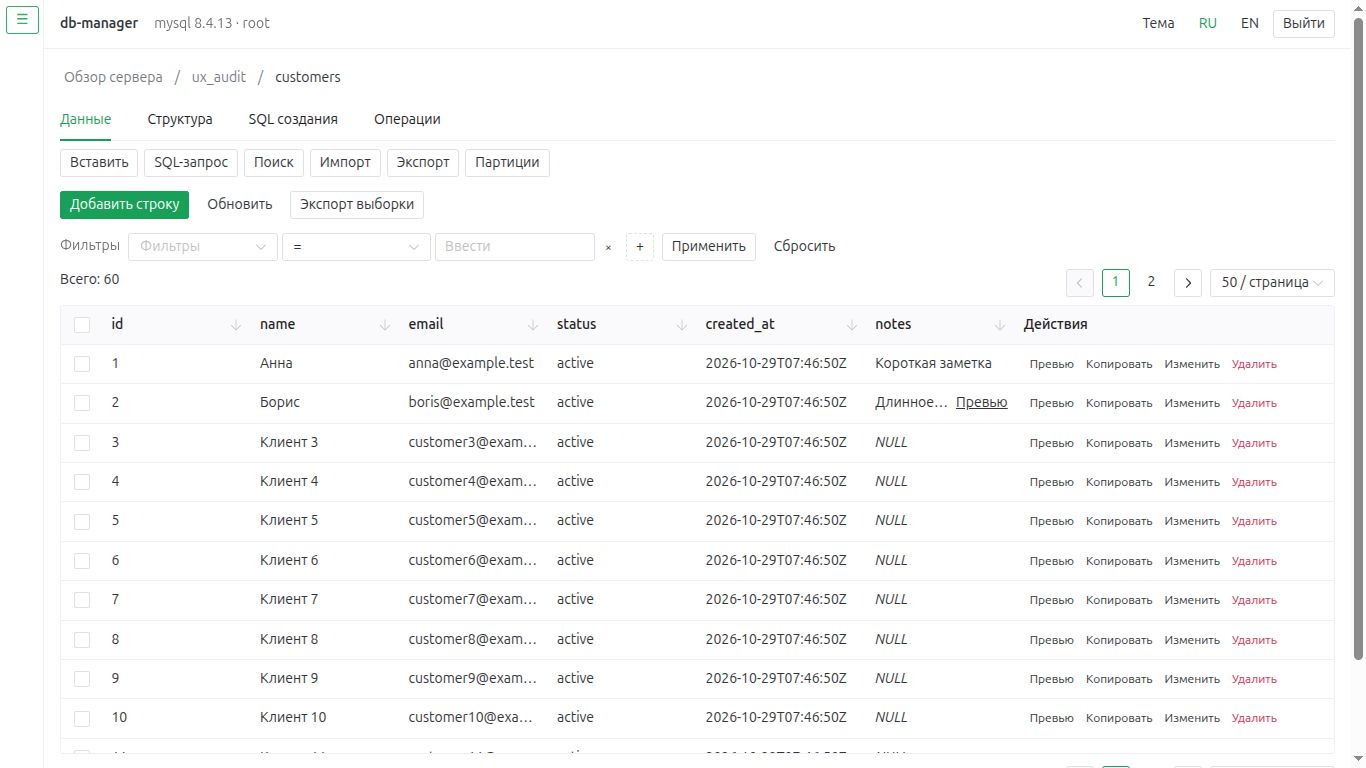 ☰ db-manager mysql 8.4.13 · root Тема RU EN Выйти
Обзор сервера / ux_audit / customers
Данные Структура SQL создания Операции
Вставить SQL-запрос Поиск Импорт Экспорт Партиции
Добавить строку Обновить Экспорт выборки
Фильтры Фильтры = Ввести × + Применить Сбросить
Всего: 60 1 2 50 / страница
id name email status created_at notes Действия
1 Анна anna@example.test active 2026-10-29T07:46:50Z Короткая заметка Превью Копировать Изменить Удалить
2 Борис boris@example.test active 2026-10-29T07:46:50Z Длинное… Превью Превью Копировать Изменить Удалить
3 Клиент 3 customer3@exam… active 2026-10-29T07:46:50Z NULL Превью Копировать Изменить Удалить
4 Клиент 4 customer4@exam… active 2026-10-29T07:46:50Z NULL Превью Копировать Изменить Удалить
5 Клиент 5 customer5@exam… active 2026-10-29T07:46:50Z NULL Превью Копировать Изменить Удалить
6 Клиент 6 customer6@exam… active 2026-10-29T07:46:50Z NULL Превью Копировать Изменить Удалить
7 Клиент 7 customer7@exam… active 2026-10-29T07:46:50Z NULL Превью Копировать Изменить Удалить
8 Клиент 8 customer8@exam… active 2026-10-29T07:46:50Z NULL Превью Копировать Изменить Удалить
9 Клиент 9 customer9@exam… active 2026-10-29T07:46:50Z NULL Превью Копировать Изменить Удалить
10 Клиент 10 customer10@exa… active 2026-10-29T07:46:50Z NULL Превью Копировать Изменить Удалить